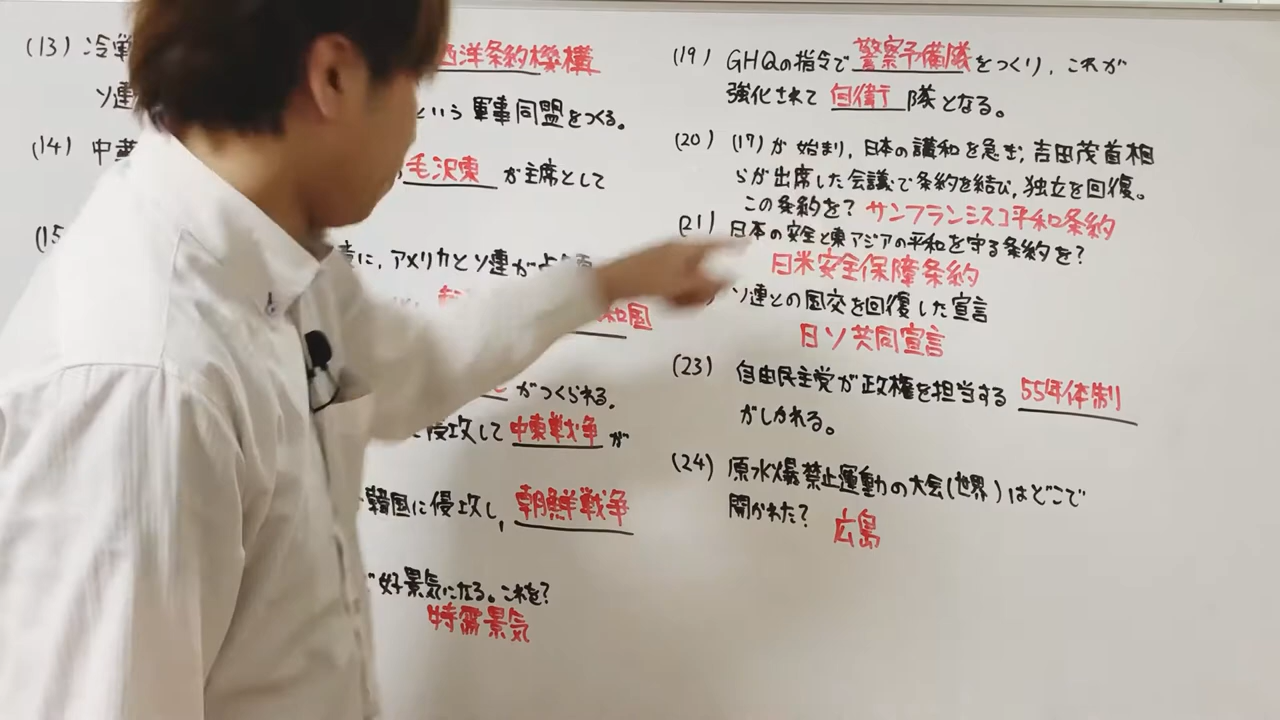 (13) 冷戦
西洋条約機構
ソ連
という軍事同盟をつくる。
(14) 中華
毛沢東 が主席として
(15
に、アメリカとソ連が
和国
がつくられる。
侵攻して 中東戦争 が
韓国に侵攻し、朝鮮戦争
好景気になる。これを?
特需景気
(19) GHQの指令で 警察予備隊 をつくり、これが
強化されて 自衛 隊となる。
(20) (17)が始まり、日本の講和を急ぎ、吉田茂首相
らが出席した会議で条約を結び、独立を回復。
この条約を? サンフランシスコ平和条約
(21) 日本の安全と東アジアの平和を守る条約を?
日米安全保障条約
ソ連との国交を回復した宣言
日ソ共同宣言
(23) 自由民主党が政権を担当する 55年体制
がしかれる。
(24) 原水爆禁止運動の大会(世界)はどこで
開かれた? 広島